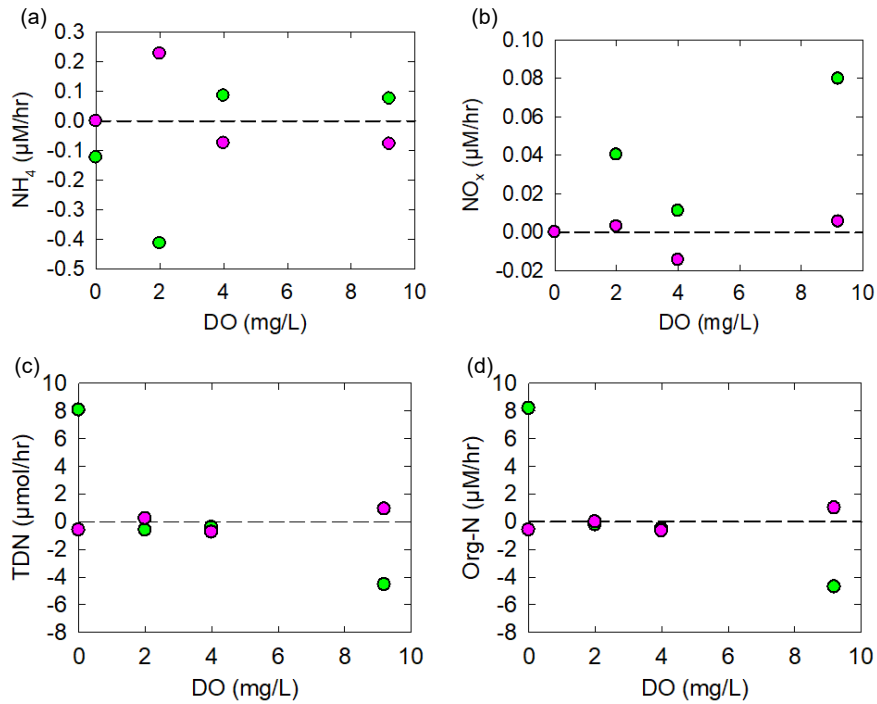 (a)
0.3
0.2
0.1
0.0
-0.1
-0.2
-0.3
-0.4
-0.5
NH₄ (µM/hr)
0 2 4 6 8 10
DO (mg/L)
(b)
0.10
0.08
0.06
0.04
0.02
0.00
-0.02
NOₓ (µM/hr)
0 2 4 6 8 10
DO (mg/L)
(c)
10
8
6
4
2
0
-2
-4
-6
-8
TDN (µmol/hr)
0 2 4 6 8 10
DO (mg/L)
(d)
10
8
6
4
2
0
-2
-4
-6
-8
Org-N (µM/hr)
0 2 4 6 8 10
DO (mg/L)